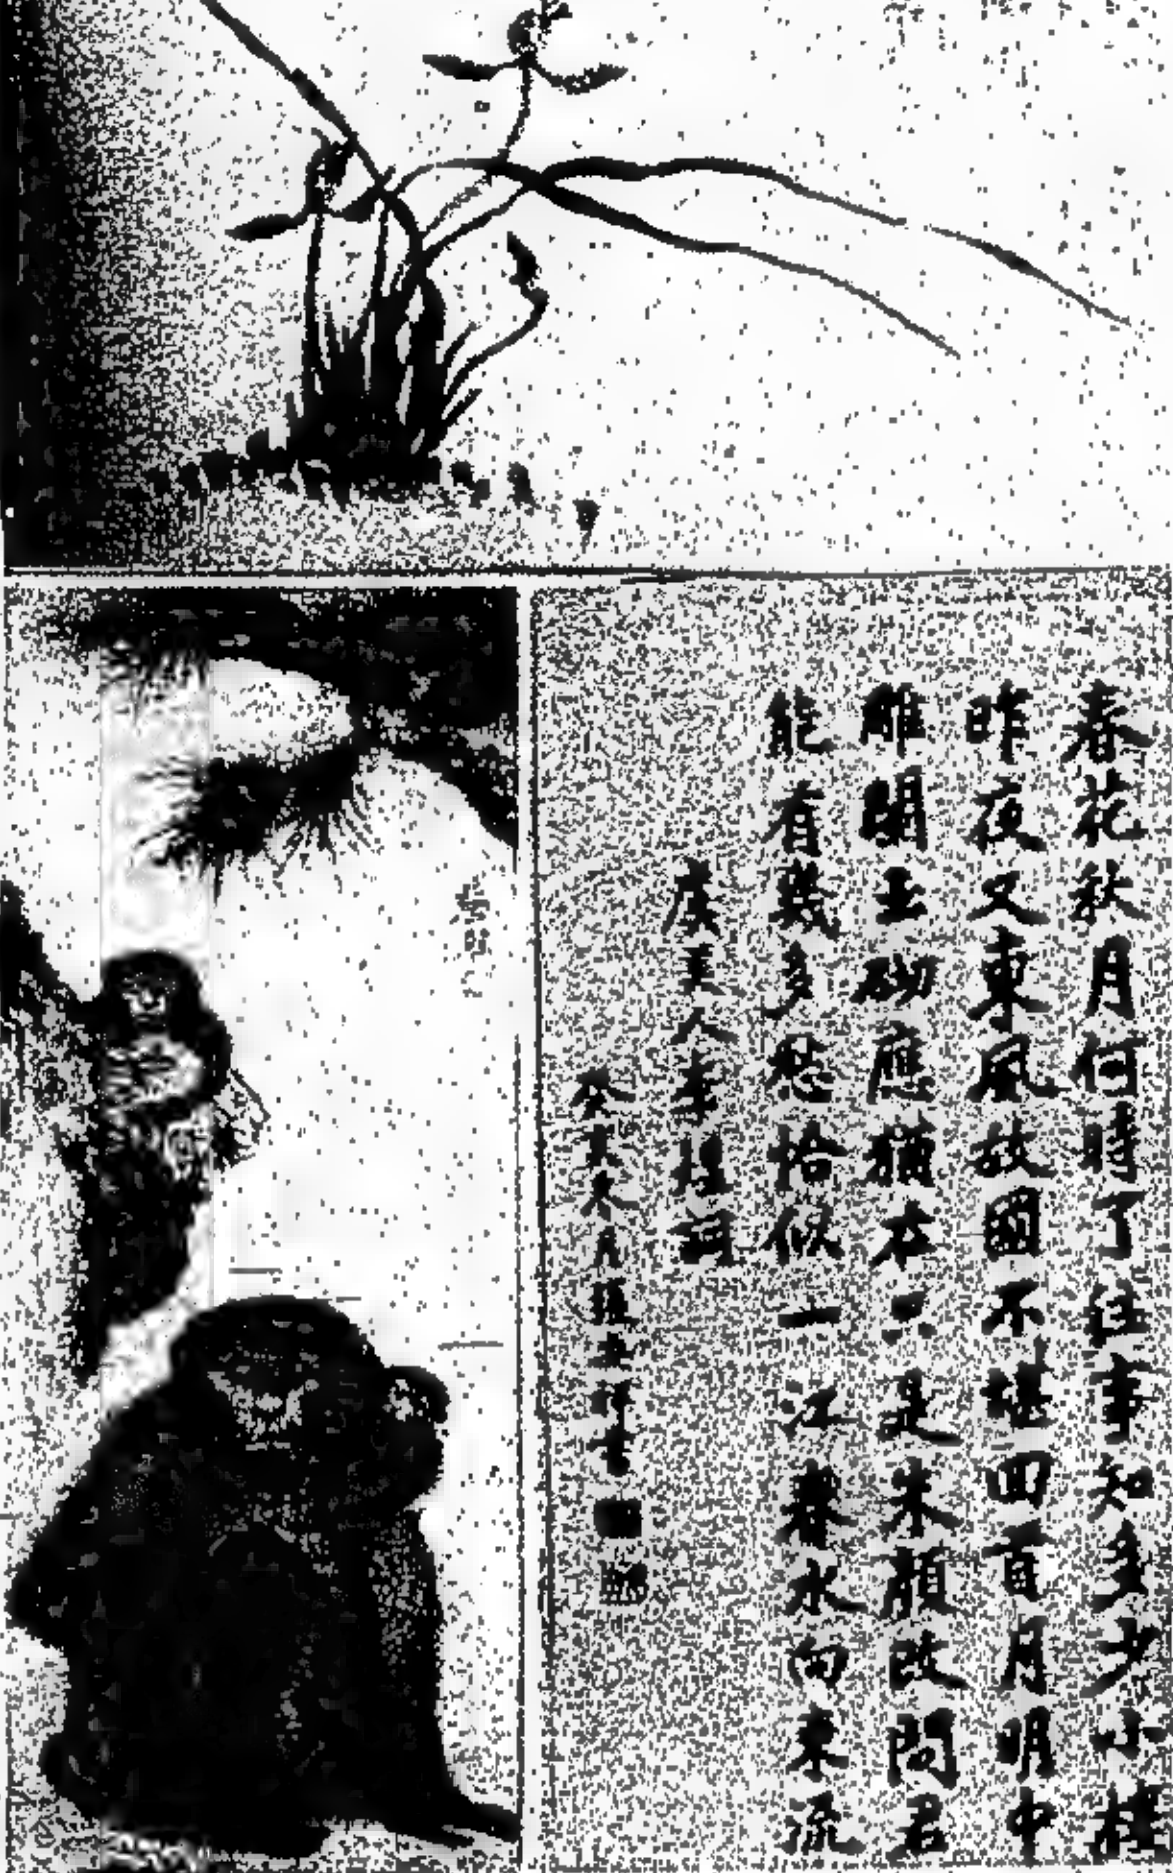 春花秋月何時了往事知多少小樓
昨夜又東風故國不堪回首月明中
雕闌玉砌應猶在只是朱顏改問君
能有幾多愁恰似一江春水向東流
虞美人李煜詞
癸亥